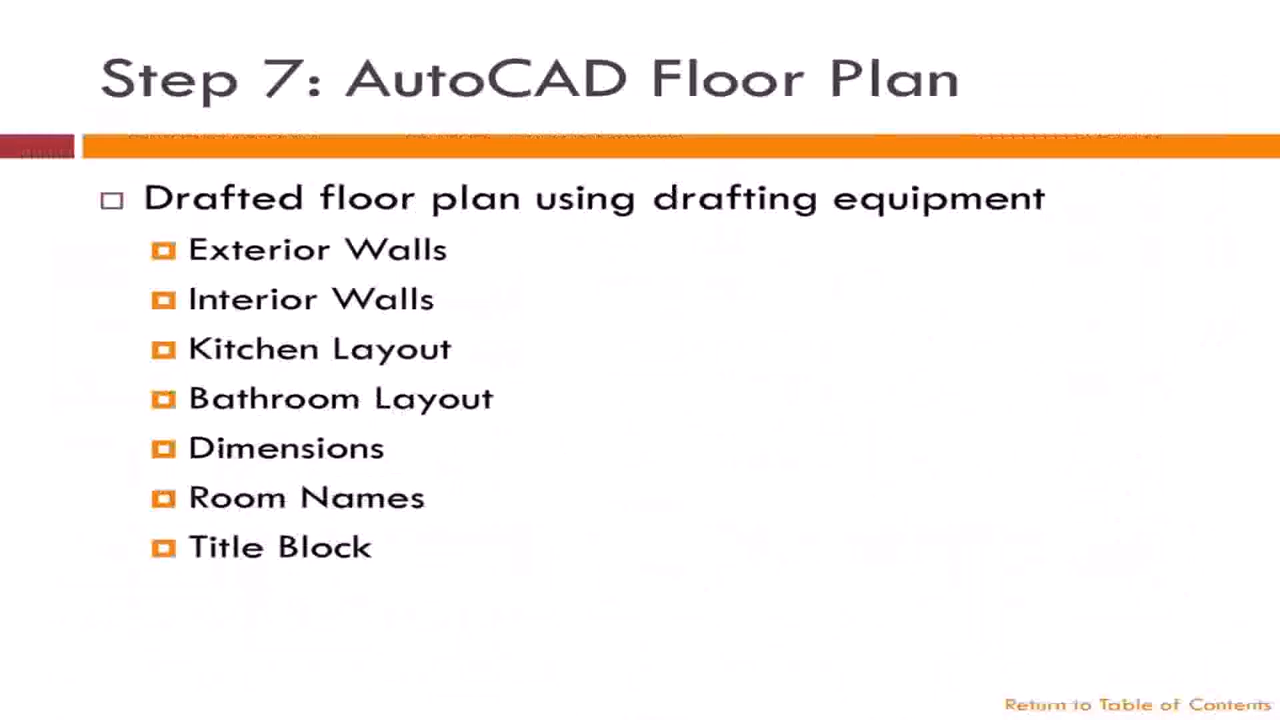 Step 7: AutoCAD Floor Plan
Drafted floor plan using drafting equipment
Exterior Walls
Interior Walls
Kitchen Layout
Bathroom Layout
Dimensions
Room Names
Title Block
Return to Table of Contents